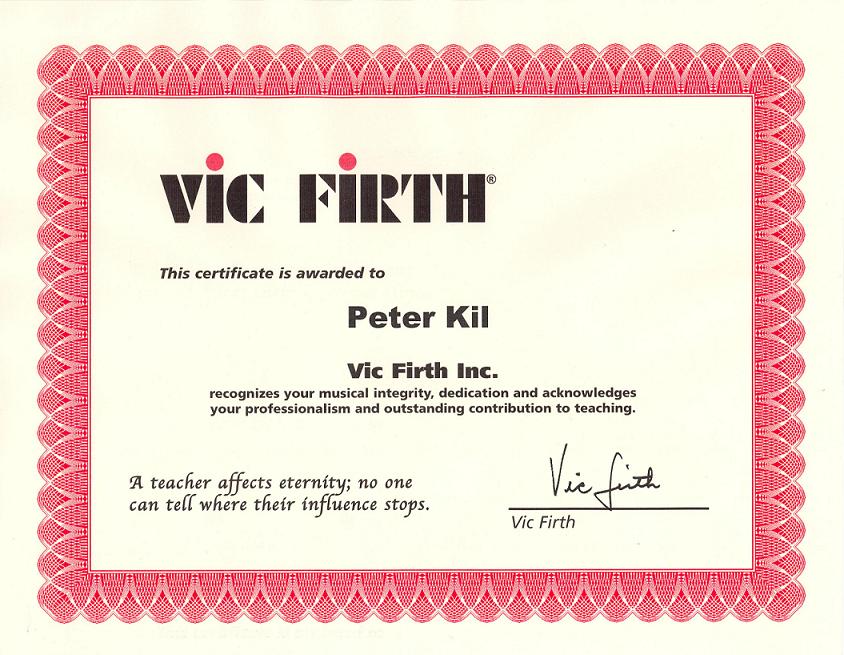 VIC FIRTH®
This certificate is awarded to
Peter Kil
Vic Firth Inc.
recognizes your musical integrity, dedication and acknowledges
your professionalism and outstanding contribution to teaching.
A teacher affects eternity; no one
can tell where their influence stops.
Vic Firth
Vic Firth